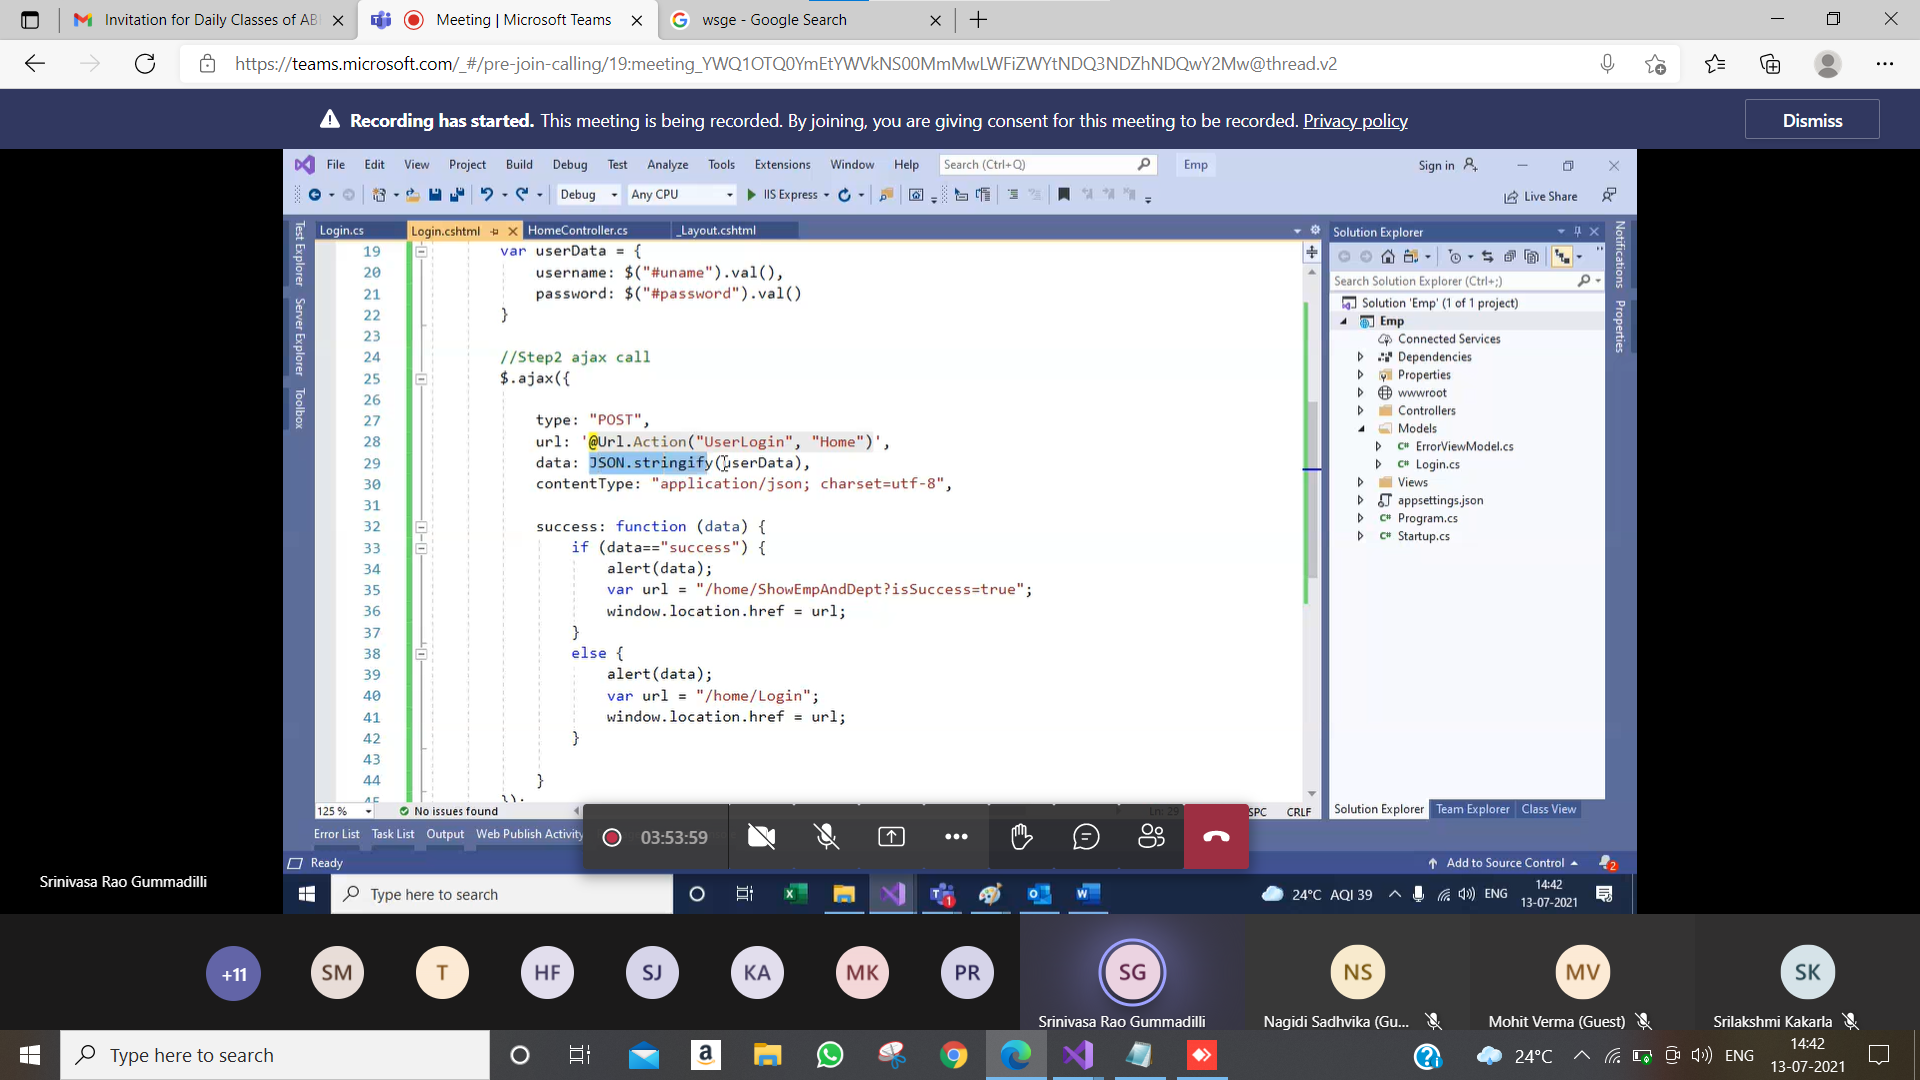 Invitation for Daily Classes of AB
Meeting | Microsoft Teams
wsge - Google Search
https://teams.microsoft.com/_#/pre-join-calling/19:meeting_YWQ1OTQ0YmEtYWVkNS00MmMwLWFiZWYtNDQ3NDZhNDQwY2Mw@thread.v2
Recording has started. This meeting is being recorded. By joining, you are giving consent for this meeting to be recorded. Privacy policy
Dismiss
File Edit View Project Build Debug Test Analyze Tools Extensions Window Help Search (Ctrl+Q) Emp Sign in
Debug Any CPU IIS Express Live Share
Test Explorer
Server Explorer
Toolbox
Login.cs Login.cshtml HomeController.cs _Layout.cshtml
19 var userData = {
20 username: $("#uname").val(),
21 password: $("#password").val()
22 }
23
24 //Step2 ajax call
25 $.ajax({
26
27 type: "POST",
28 url: '@Url.Action("UserLogin", "Home")',
29 data: JSON.stringify(userData),
30 contentType: "application/json; charset=utf-8",
31
32 success: function (data) {
33 if (data=="success") {
34 alert(data);
35 var url = "/home/ShowEmpAndDept?isSuccess=true";
36 window.location.href = url;
37 }
38 else {
39 alert(data);
40 var url = "/home/Login";
41 window.location.href = url;
42 }
43
44 }
45 });
125 % No issues found Ln: 29 SPC CRLF
Error List Task List Output Web Publish Activity
Ready
Add to Source Control
2
Solution Explorer
Search Solution Explorer (Ctrl+;)
Solution 'Emp' (1 of 1 project)
Emp
Connected Services
Dependencies
Properties
wwwroot
Controllers
Models
C# ErrorViewModel.cs
C# Login.cs
Views
appsettings.json
C# Program.cs
C# Startup.cs
Solution Explorer Team Explorer Class View
Notifications
Properties
03:53:59
Srinivasa Rao Gummadilli
Type here to search
1
24°C AQI 39
ENG
14:42
13-07-2021
+11
SM
T
HF
SJ
KA
MK
PR
SG
NS
MV
SK
Srinivasa Rao Gummadilli
Nagidi Sadhvika (Gu...
Mohit Verma (Guest)
Srilakshmi Kakarla
Type here to search
24°C
ENG
14:42
13-07-2021